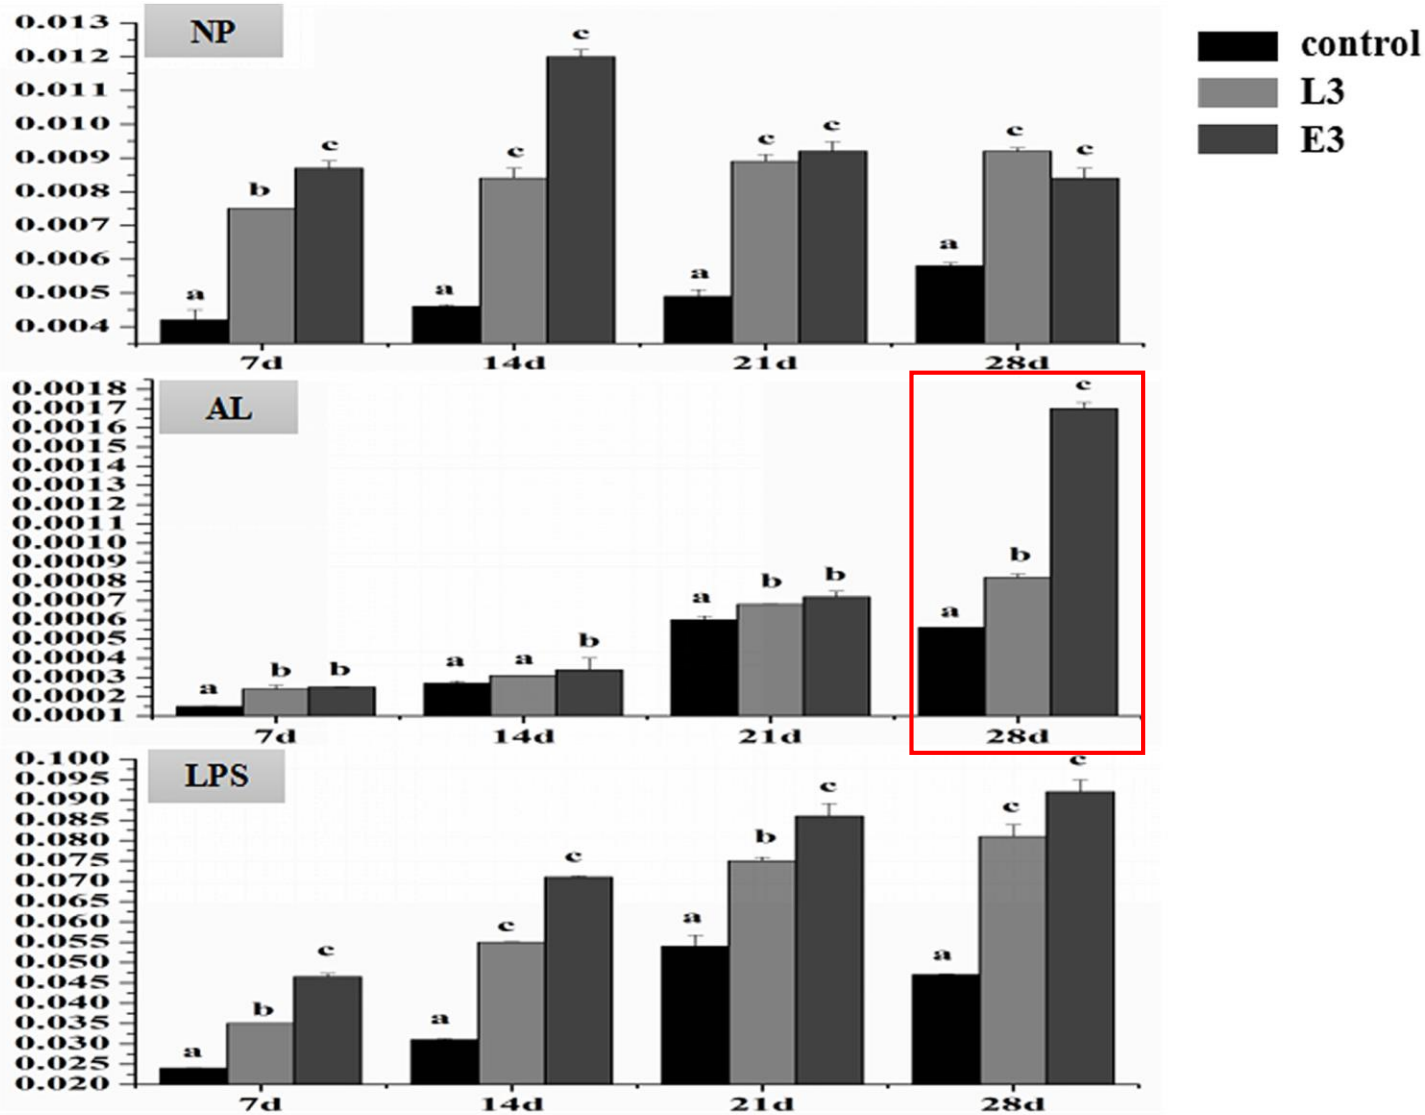 NP
0.013
0.012
0.011
0.010
0.009
0.008
0.007
0.006
0.005
0.004
a b c
a c c
a c c
a c c
7d 14d 21d 28d
control
L3
E3
AL
0.0018
0.0017
0.0016
0.0015
0.0014
0.0013
0.0012
0.0011
0.0010
0.0009
0.0008
0.0007
0.0006
0.0005
0.0004
0.0003
0.0002
0.0001
a b b
a a b
a b b
a b c
7d 14d 21d 28d
LPS
0.100
0.095
0.090
0.085
0.080
0.075
0.070
0.065
0.060
0.055
0.050
0.045
0.040
0.035
0.030
0.025
0.020
a b c
a c c
a b c
a c c
7d 14d 21d 28d